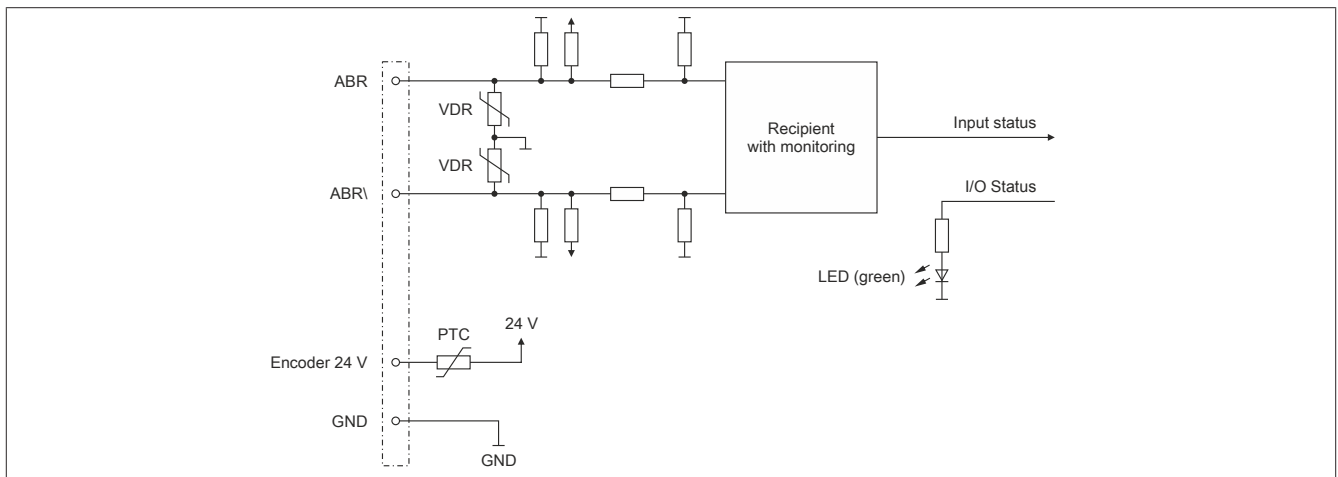 ABR
VDR
VDR
ABR\
Recipient
with monitoring
Input status
I/O Status
LED (green)
PTC
24 V
Encoder 24 V
GND
GND